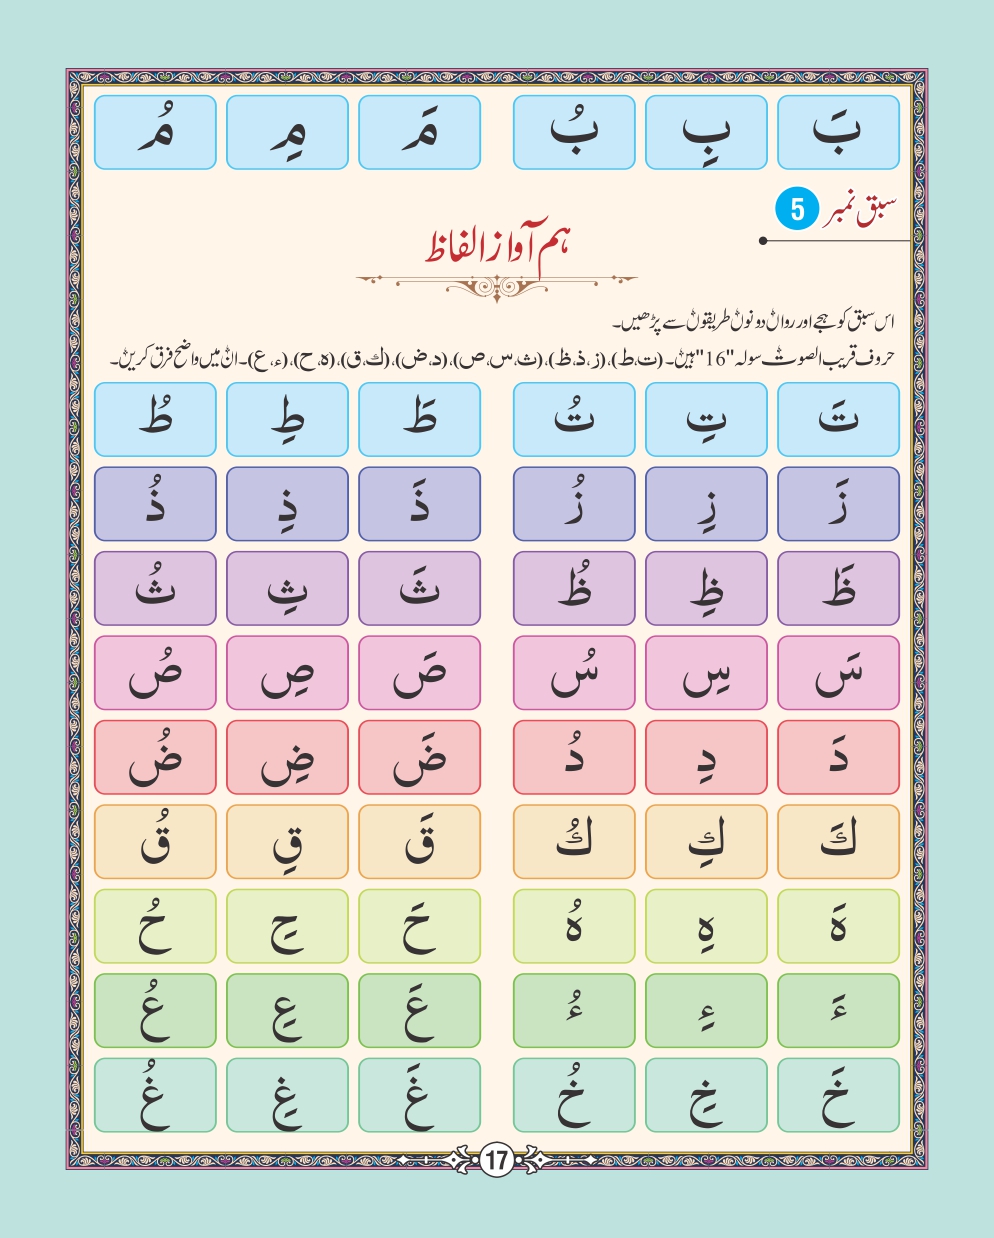 بَ بِ بُ مَ مِ مُ
سبق نمبر 5
ہم آواز الفاظ
اس سبق کو ہجے اور رواں دونوں طریقوں سے پڑھیں۔
حروف قریب الصوت سولہ "16" ہیں۔ (ت،ط)، (ز،ذ،ظ)، (ث،س،ص)، (د،ض)، (ك،ق)، (ہ،ح)، (ء،ع)۔ ان میں واضح فرق کریں۔
تَ تِ تُ طَ طِ طُ
زَ زِ زُ ذَ ذِ ذُ
ظَ ظِ ظُ ثَ ثِ ثُ
سَ سِ سُ صَ صِ صُ
دَ دِ دُ ضَ ضِ ضُ
كَ كِ كُ قَ قِ قُ
هَ هِ هُ حَ حِ حُ
ءَ ءِ ءُ عَ عِ عُ
خَ خِ خُ غَ غِ غُ
17